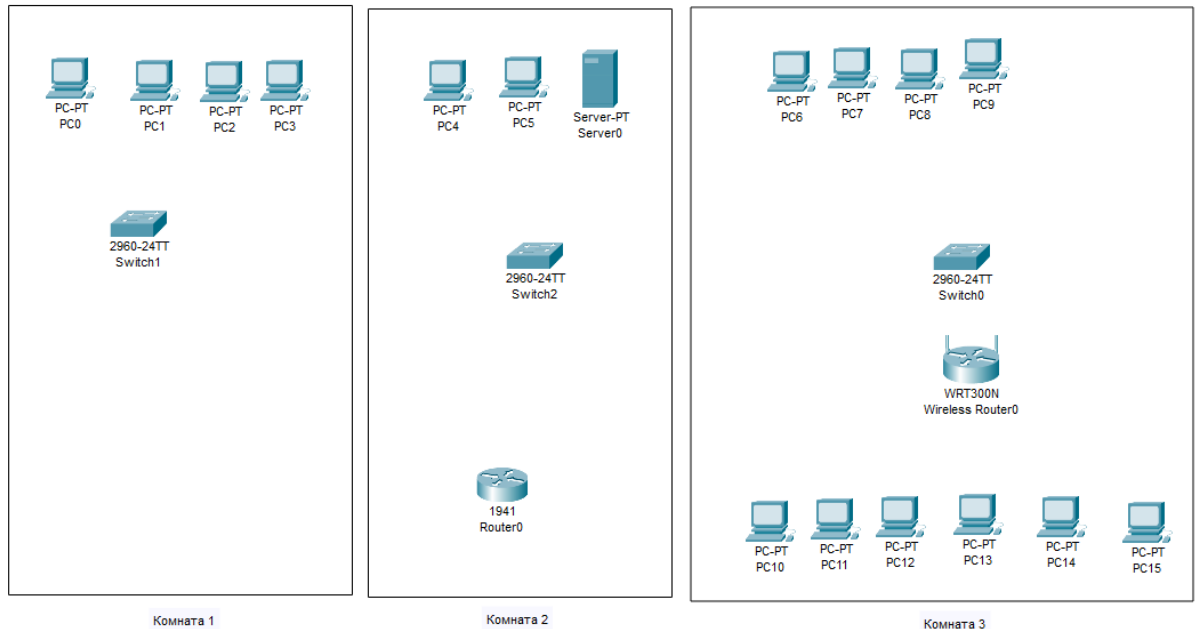 PC-PT
PC0
PC-PT
PC1
PC-PT
PC2
PC-PT
PC3
2960-24TT
Switch1
Комната 1
PC-PT
PC4
PC-PT
PC5
Server-PT
Server0
2960-24TT
Switch2
1941
Router0
Комната 2
PC-PT
PC6
PC-PT
PC7
PC-PT
PC8
PC-PT
PC9
2960-24TT
Switch0
WRT300N
Wireless Router0
PC-PT
PC10
PC-PT
PC11
PC-PT
PC12
PC-PT
PC13
PC-PT
PC14
PC-PT
PC15
Комната 3